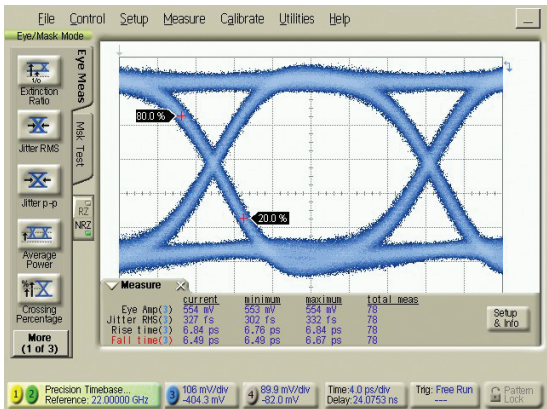 File Control Setup Measure Calibrate Utilities Help
Eye/Mask Mode
Extinction
Ratio
Jitter RMS
Jitter p-p
Average
Power
Crossing
Percentage
More
(1 of 3)
Eye Meas
Msk Test
RZ
NRZ
80.0 %
20.0 %
Measure
current minimum maximum total meas
Eye Amp(3) 554 mV 553 mV 554 mV 78
Jitter RMS(3) 327 fs 302 fs 332 fs 78
Rise time(3) 6.84 ps 6.76 ps 6.84 ps 78
Fall time(3) 6.49 ps 6.49 ps 6.67 ps 78
Setup
& Info
1 2 Precision Timebase...
Reference: 22.00000 GHz
3 106 mV/div
-404.3 mV
4 89.9 mV/div
-82.0 mV
Time:4.0 ps/div
Delay:24.0753 ns
Trig: Free Run
----
Pattern
Lock